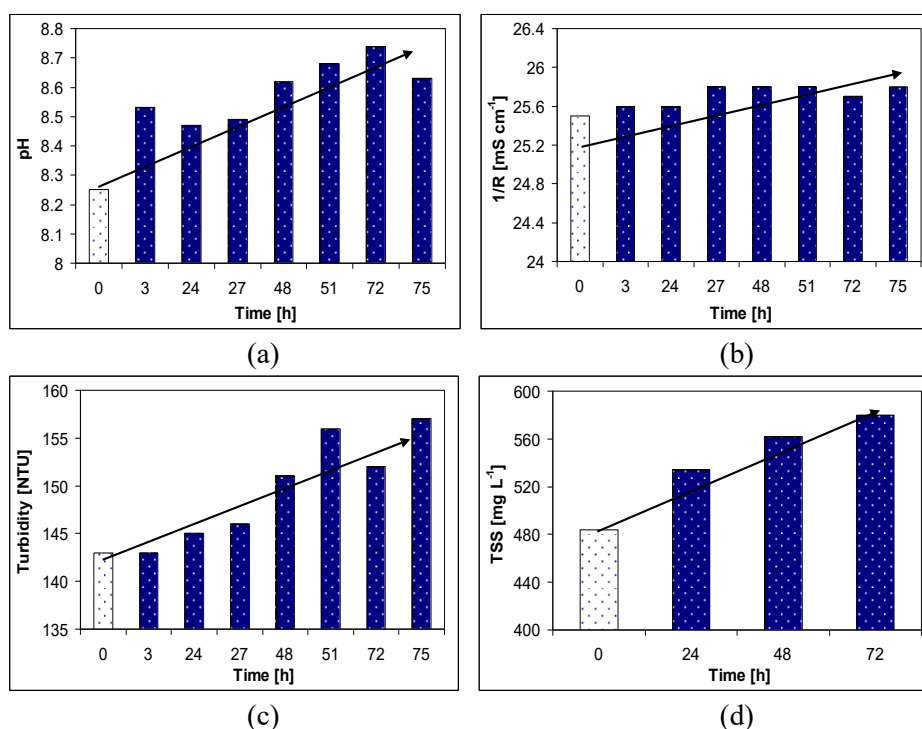 8.8
8.7
8.6
8.5
8.4
8.3
8.2
8.1
8
pH
0 3 24 27 48 51 72 75
Time [h]
(a)
26.4
26
25.6
25.2
24.8
24.4
24
1/R [mS cm⁻¹]
0 3 24 27 48 51 72 75
Time [h]
(b)
160
155
150
145
140
135
Turbidity [NTU]
0 3 24 27 48 51 72 75
Time [h]
(c)
600
560
520
480
440
400
TSS [mg L⁻¹]
0 24 48 72
Time [h]
(d)